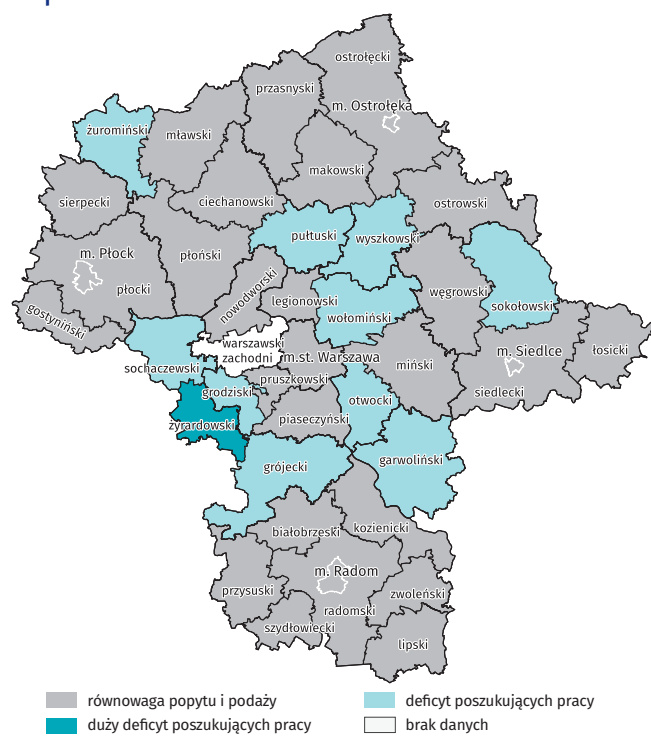 ostrołęcki
przasnyski
m. Ostrołęka
żuromiński
mławski
makowski
sierpecki
ciechanowski
ostrowski
pułtuski
wyszkowski
m. Płock
płoński
płocki
nowodworski
legionowski
węgrowski
sokołowski
gostyniński
wołomiński
warszawski
zachodni
m.st. Warszawa
m. Siedlce
łosicki
sochaczewski
pruszkowski
miński
grodziski
otwocki
siedlecki
żyrardowski
piaseczyński
grójecki
garwoliński
białobrzeski
kozienicki
m. Radom
przysuski
zwoleński
radomski
szydłowiecki
lipski
równowaga popytu i podaży
deficyt poszukujących pracy
duży deficyt poszukujących pracy
brak danych